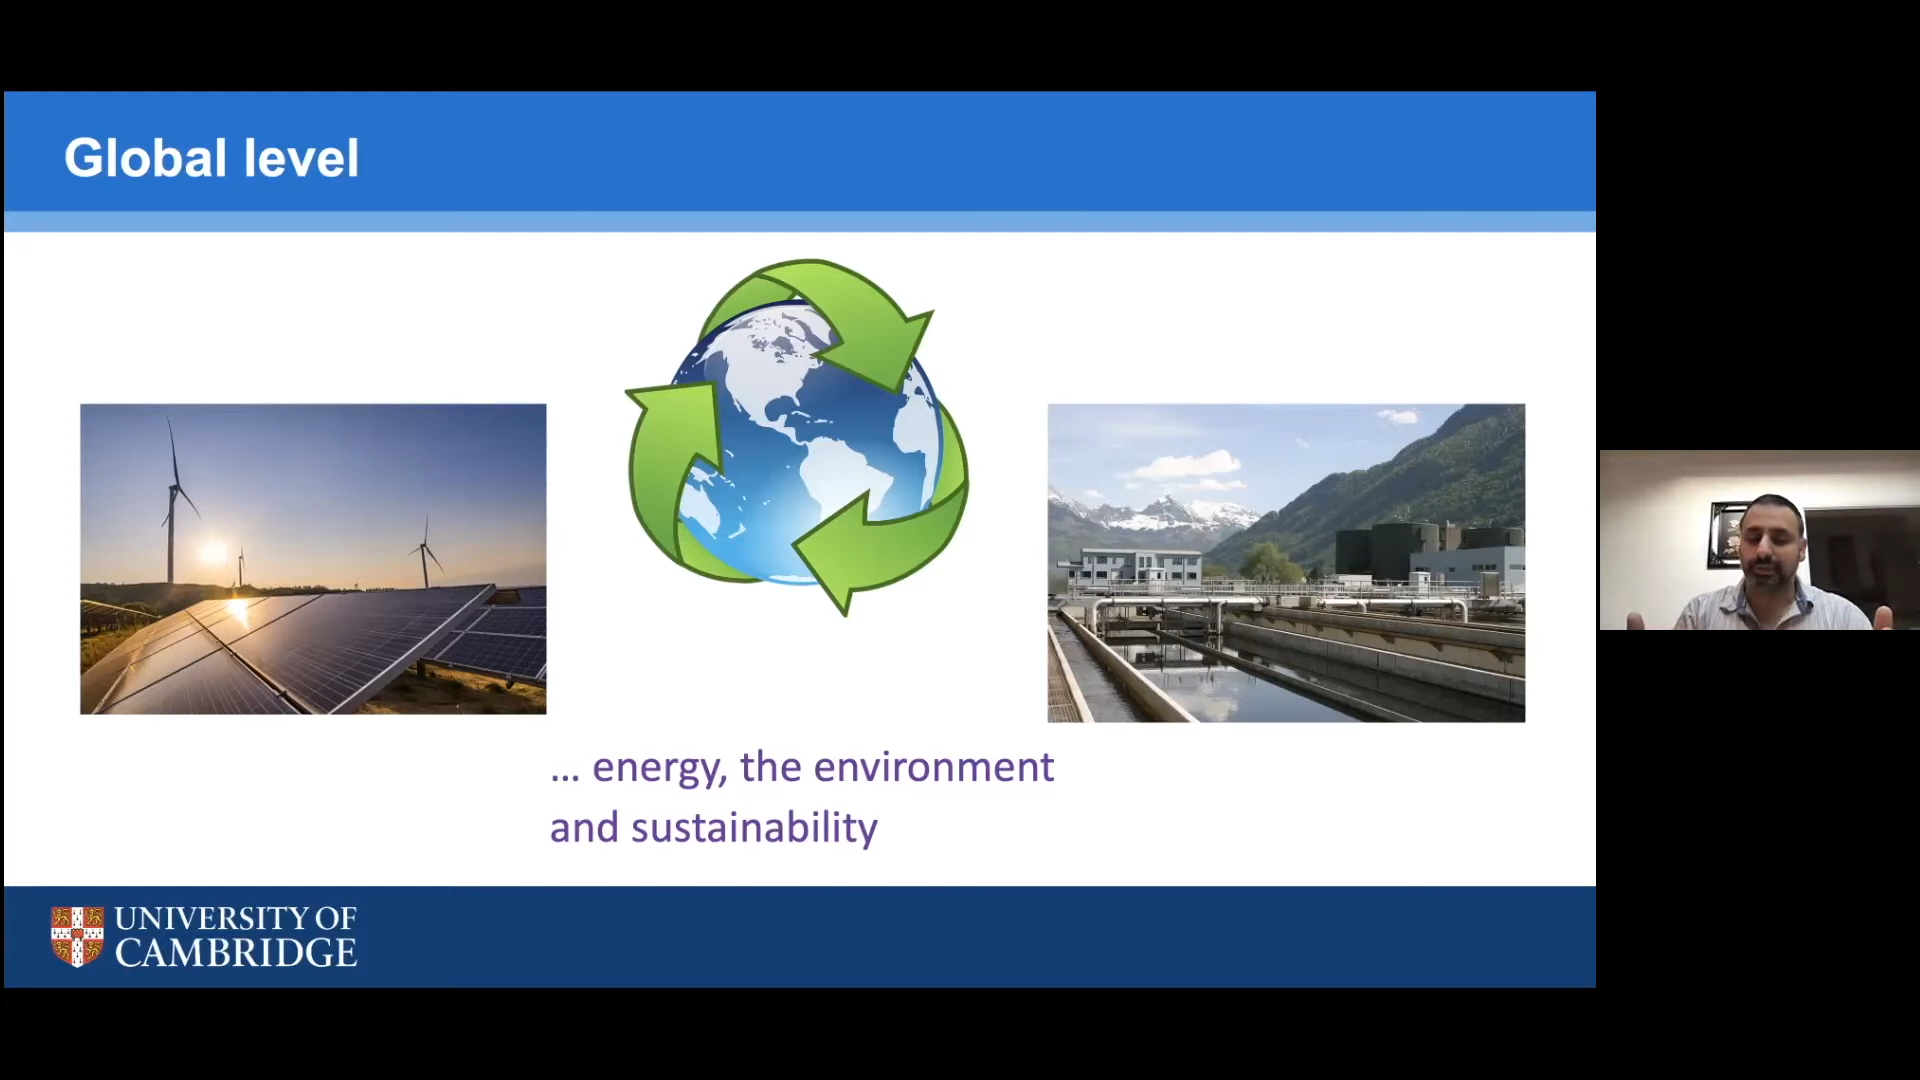 Global level
... energy, the environment
and sustainability
UNIVERSITY OF
CAMBRIDGE